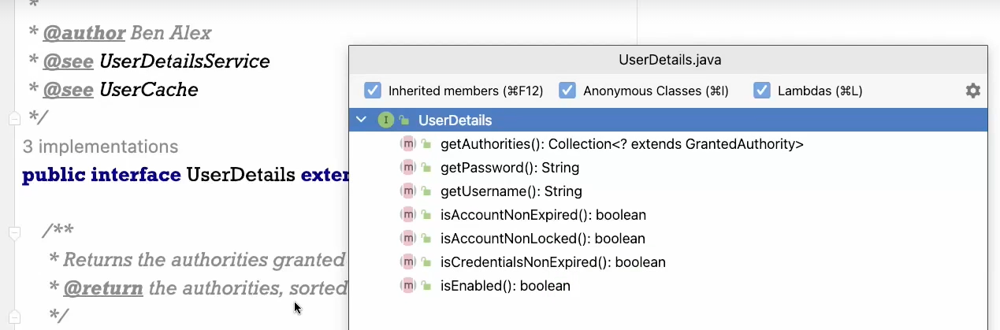 *
* @author Ben Alex
* @see UserDetailsService
* @see UserCache
*/
3 implementations
public interface UserDetails exter
/**
* Returns the authorities granted
* @return the authorities, sorted
*/
UserDetails.java
Inherited members (⌘F12) Anonymous Classes (⌘I) Lambdas (⌘L)
I UserDetails
m getAuthorities(): Collection<? extends GrantedAuthority>
m getPassword(): String
m getUsername(): String
m isAccountNonExpired(): boolean
m isAccountNonLocked(): boolean
m isCredentialsNonExpired(): boolean
m isEnabled(): boolean